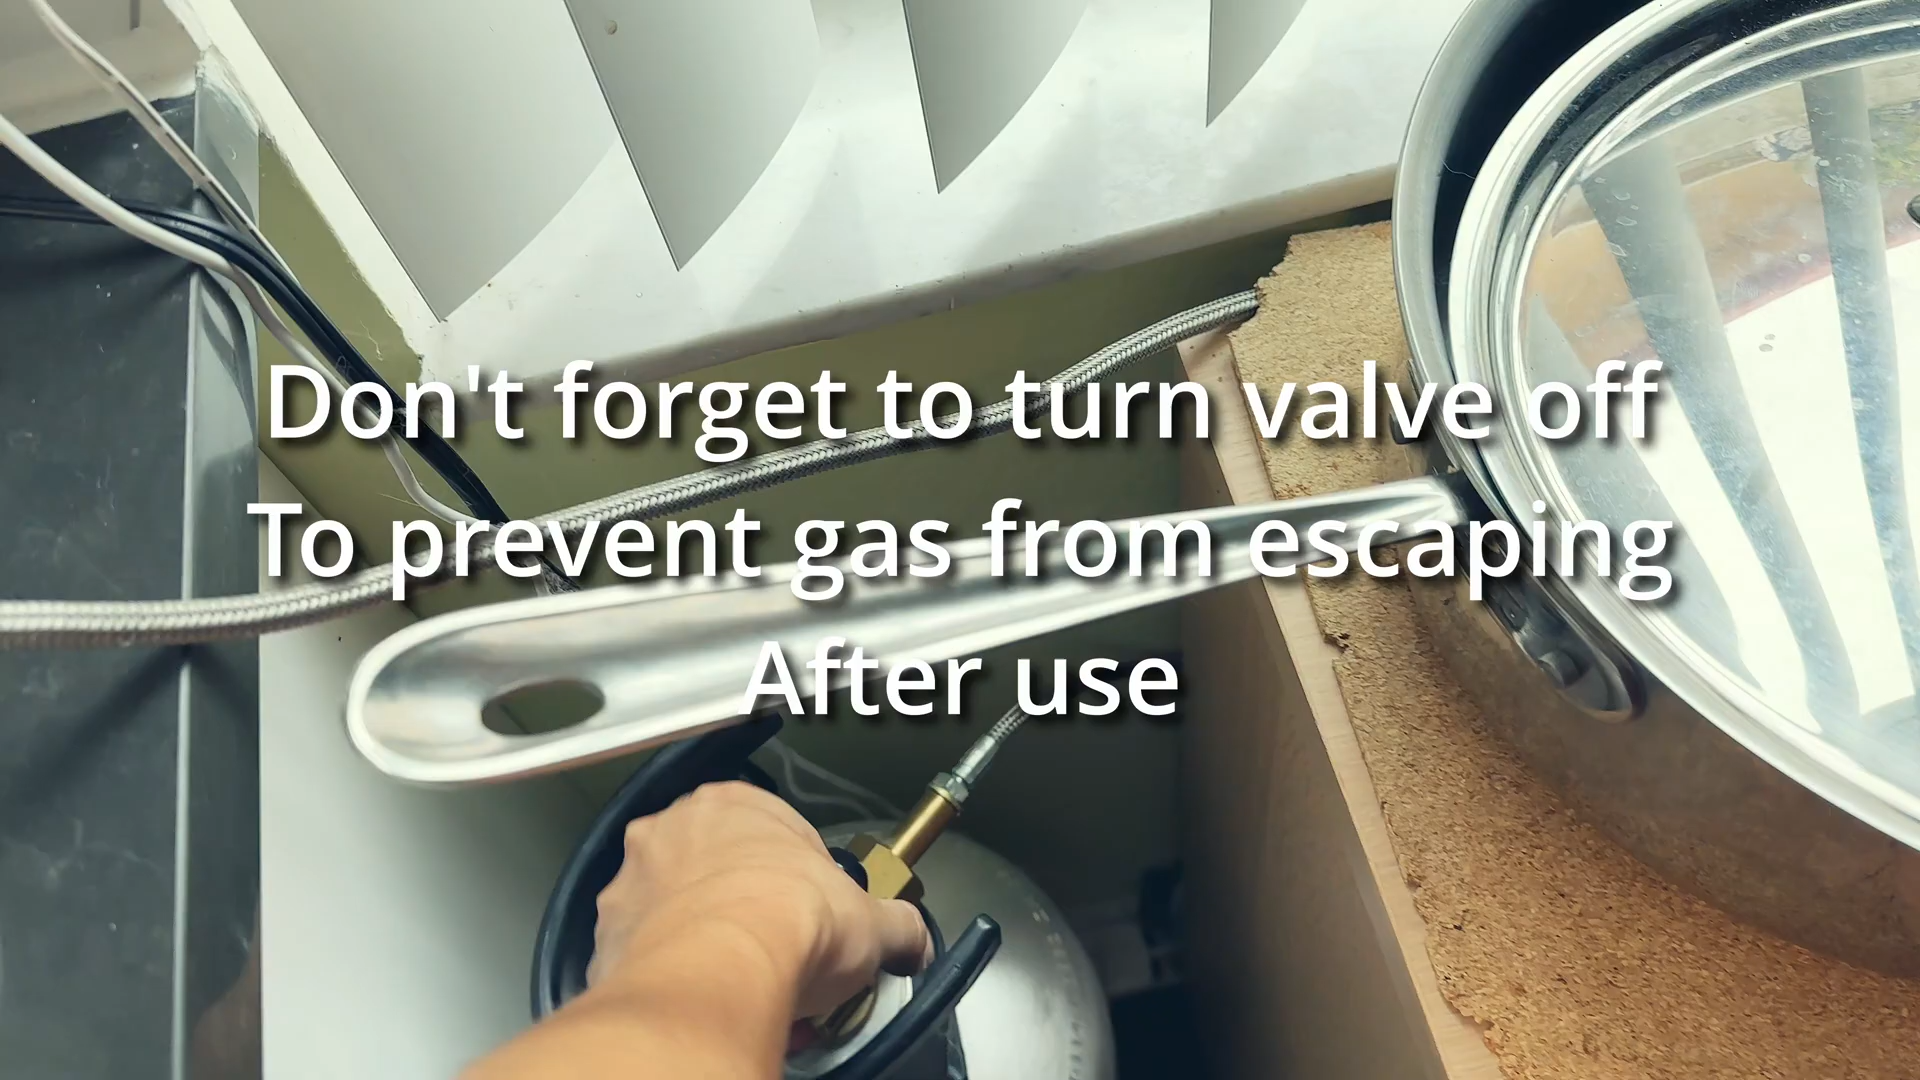 Don't forget to turn valve off
To prevent gas from escaping
After use